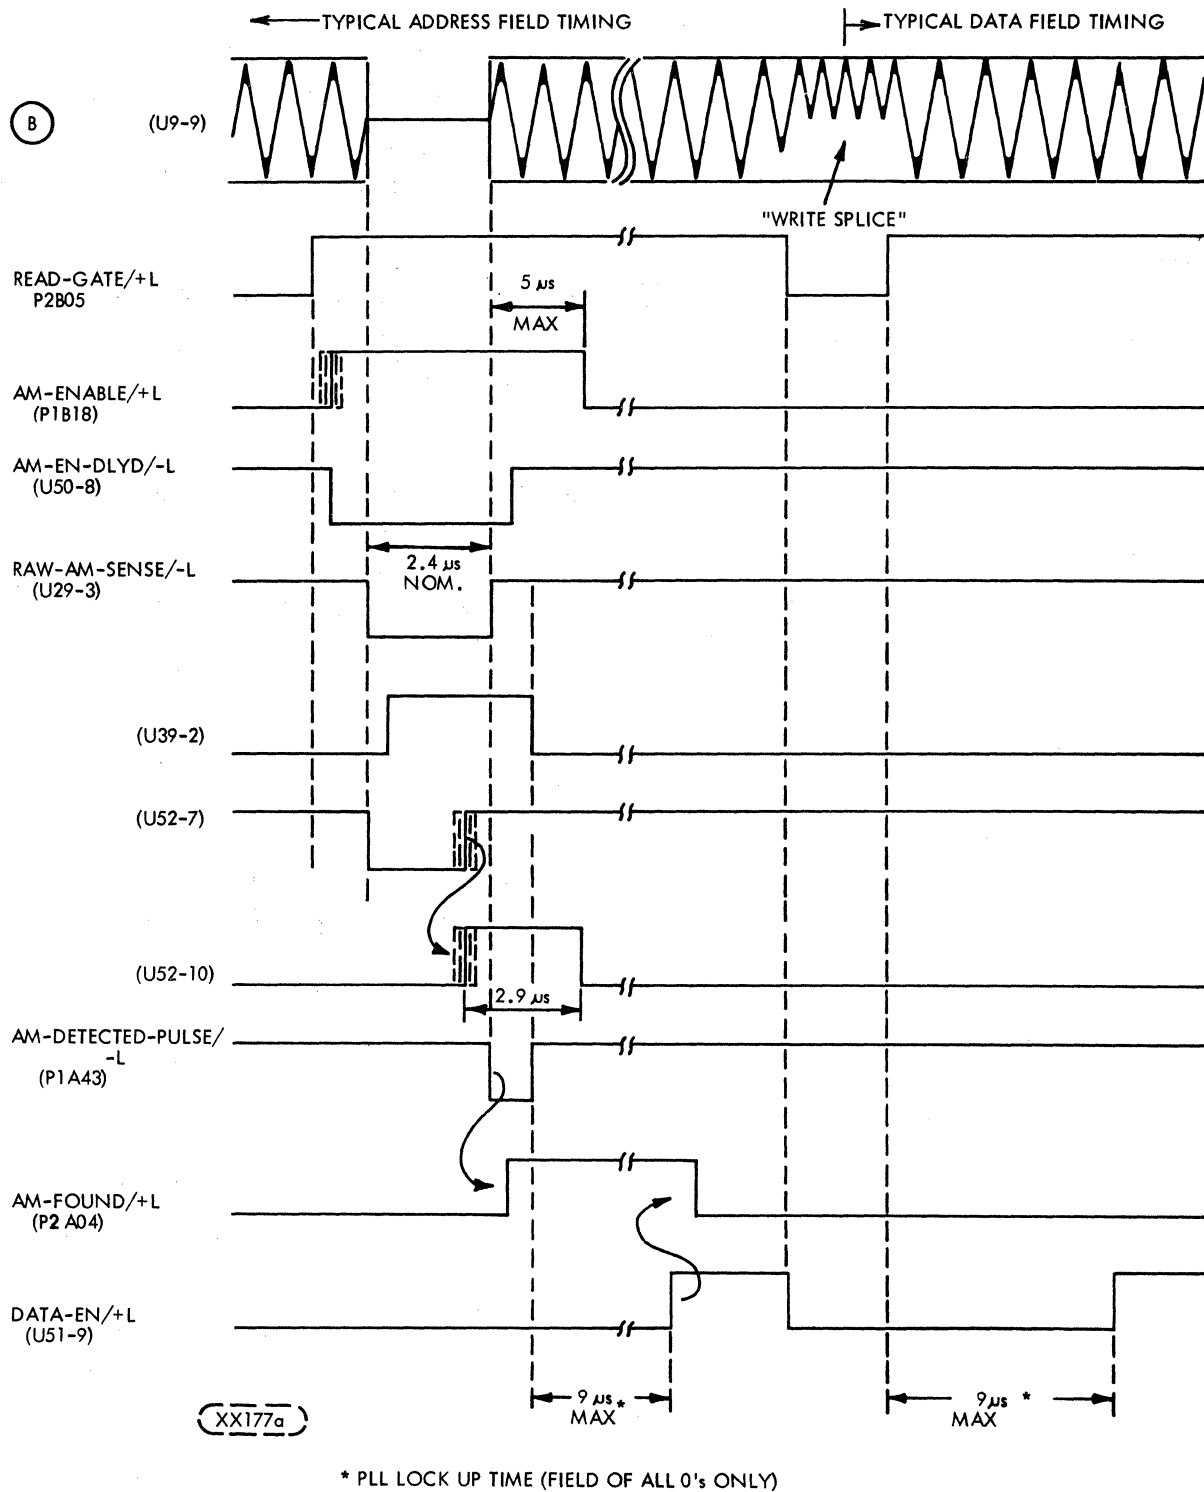 TYPICAL ADDRESS FIELD TIMING
TYPICAL DATA FIELD TIMING
B
(U9-9)
"WRITE SPLICE"
READ-GATE/+L
P2B05
5 µs
MAX
AM-ENABLE/+L
(P1B18)
AM-EN-DLYD/-L
(U50-8)
2.4 µs
NOM.
RAW-AM-SENSE/-L
(U29-3)
(U39-2)
(U52-7)
(U52-10)
2.9 µs
AM-DETECTED-PULSE/
-L
(P1A43)
AM-FOUND/+L
(P2A04)
DATA-EN/+L
(U51-9)
9 µs
MAX*
9 µs *
MAX
XX177a
* PLL LOCK UP TIME (FIELD OF ALL 0's ONLY)